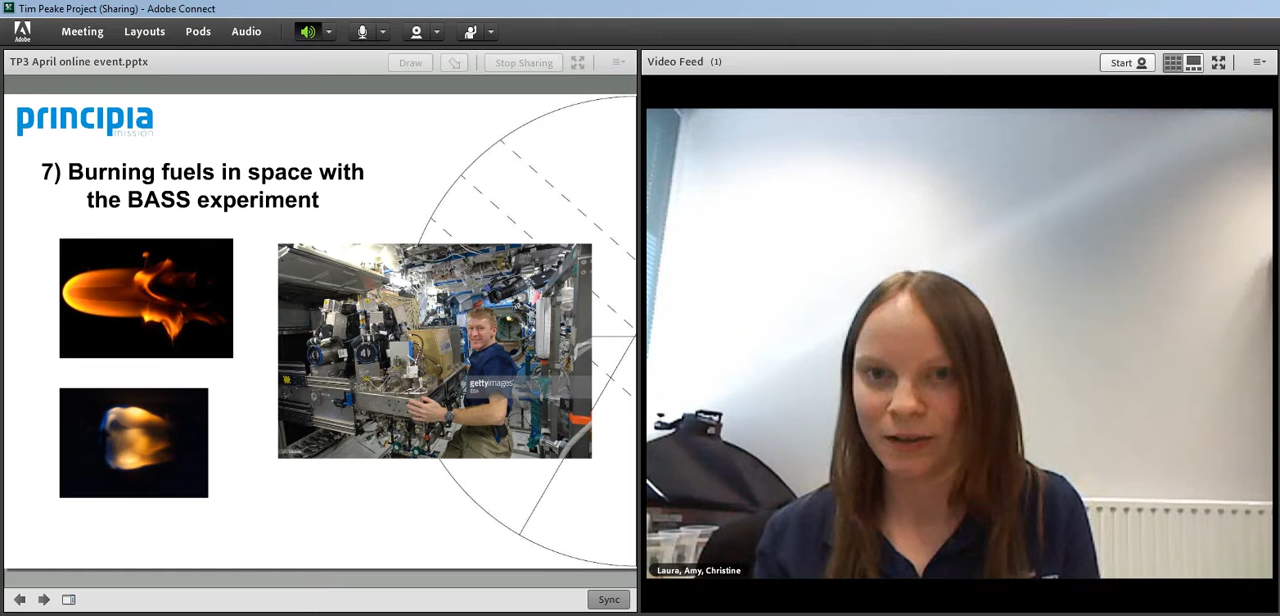 Tim Peake Project (Sharing) - Adobe Connect
Adobe
Meeting
Layouts
Pods
Audio
TP3 April online event.pptx
Draw
Stop Sharing
Video Feed (1)
Start
principia
mission
7) Burning fuels in space with
the BASS experiment
gettyimages
Laura, Amy, Christine
Sync